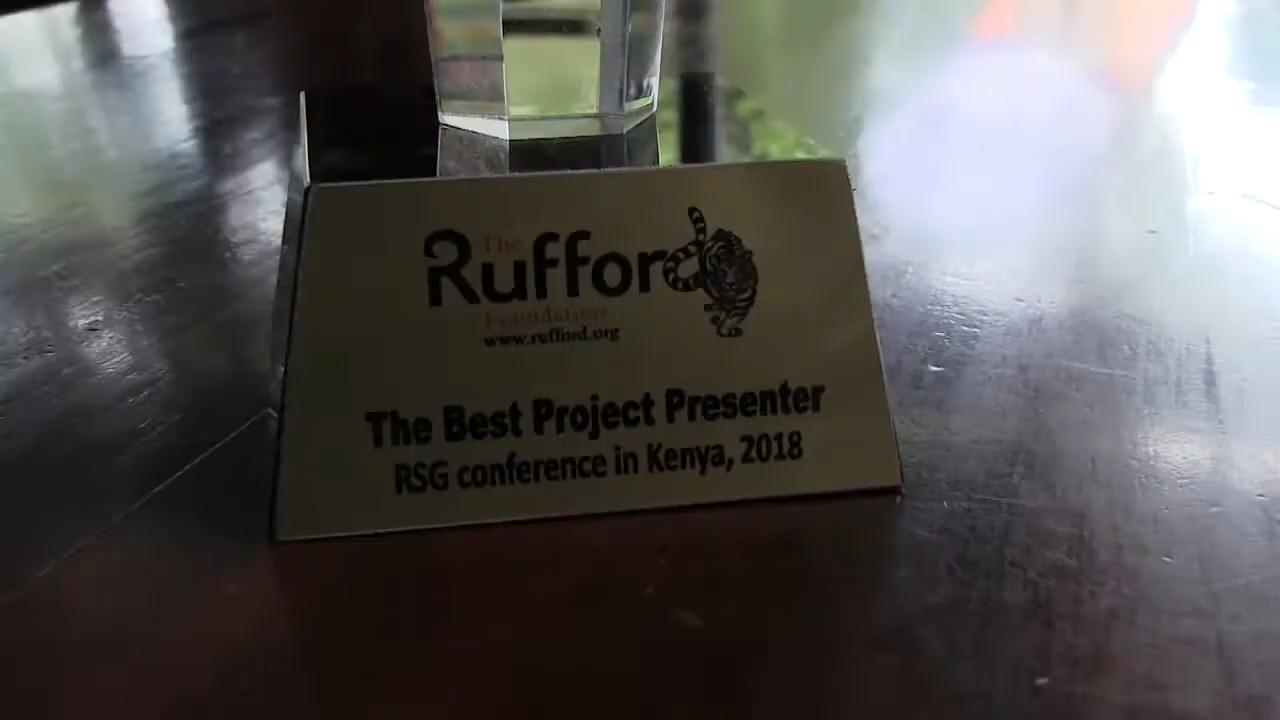 The
Rufford
Foundation
www.rufford.org
The Best Project Presenter
RSG conference in Kenya, 2018